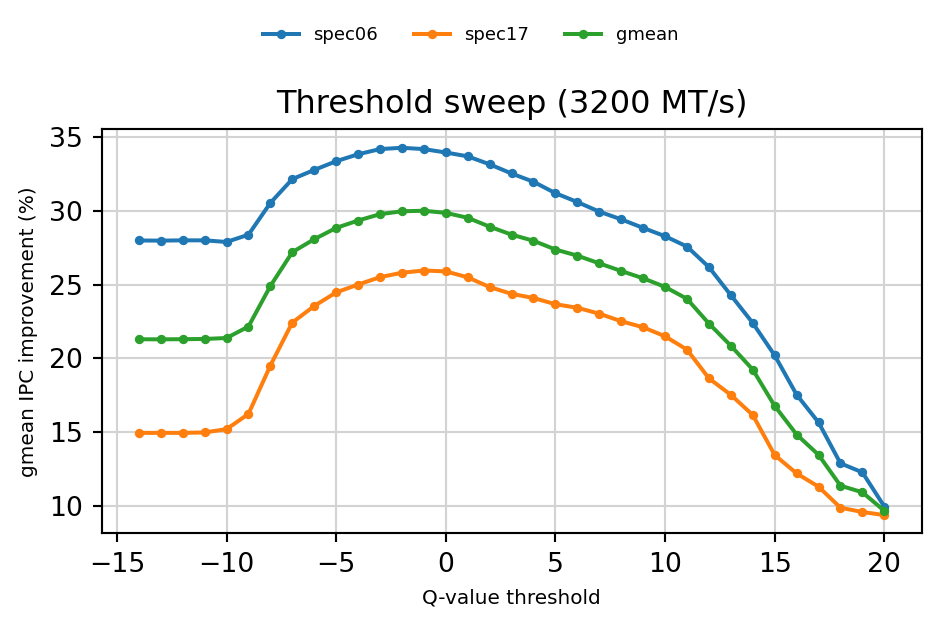 spec06 spec17 gmean
Threshold sweep (3200 MT/s)
35
30
25
20
15
10
gmean IPC improvement (%)
−15 −10 −5 0 5 10 15 20
Q-value threshold